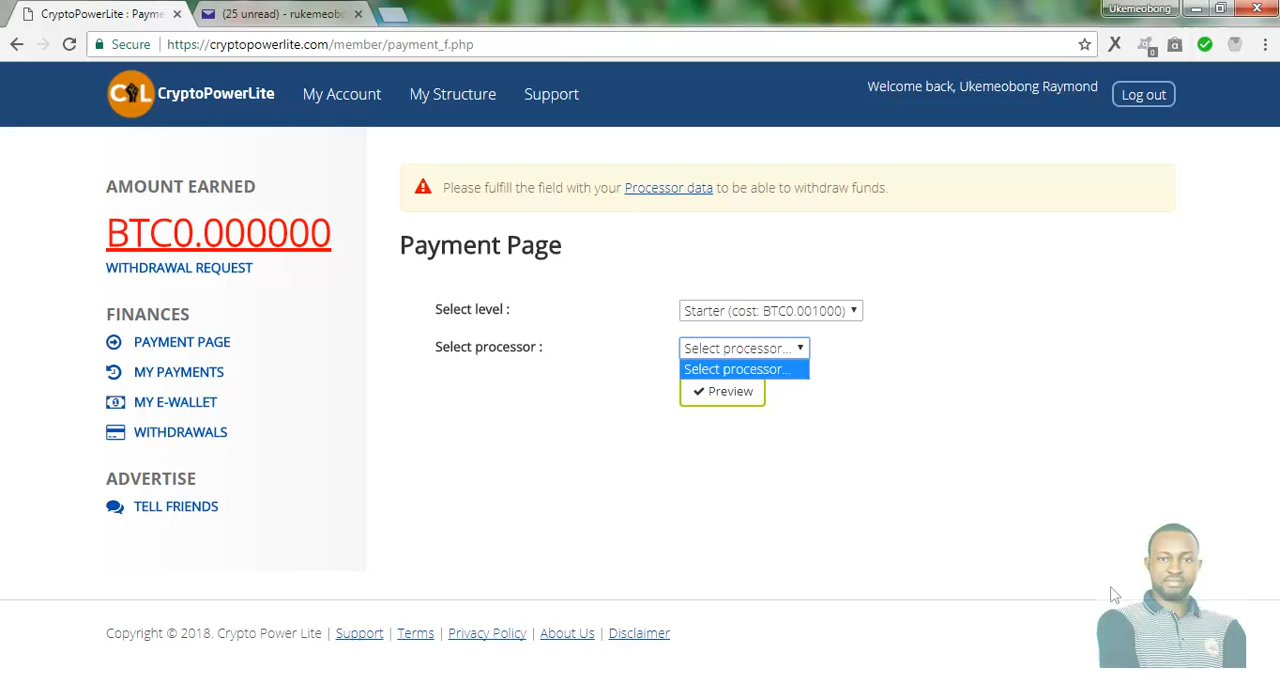 CryptoPowerLite : Payme
(25 unread) - rukemeobo
Ukemeobong
Secure
https://cryptopowerlite.com/member/payment_f.php
0
CL CryptoPowerLite
My Account
My Structure
Support
Welcome back, Ukemeobong Raymond
Log out
AMOUNT EARNED
BTC0.000000
WITHDRAWAL REQUEST
FINANCES
PAYMENT PAGE
MY PAYMENTS
MY E-WALLET
WITHDRAWALS
ADVERTISE
TELL FRIENDS
Please fulfill the field with your Processor data to be able to withdraw funds.
Payment Page
Select level :
Starter (cost: BTC0.001000)
Select processor :
Select processor...
Select processor...
Preview
Copyright © 2018. Crypto Power Lite | Support | Terms | Privacy Policy | About Us | Disclaimer